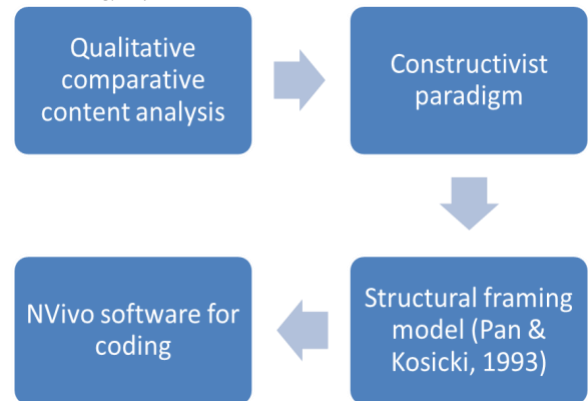 Qualitative
comparative
content analysis
Constructivist
paradigm
Structural framing
model (Pan &
Kosicki, 1993)
NVivo software for
coding